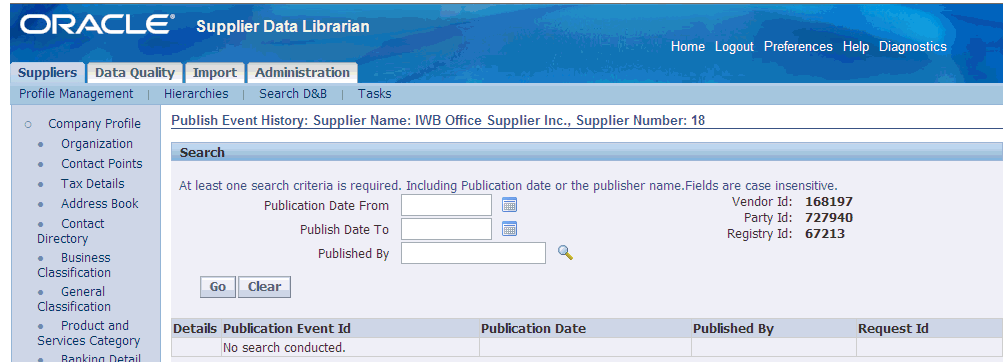 ORACLE® Supplier Data Librarian
Home Logout Preferences Help Diagnostics
Suppliers Data Quality Import Administration
Profile Management | Hierarchies | Search D&B | Tasks
Company Profile
Organization
Contact Points
Tax Details
Address Book
Contact
Directory
Business
Classification
General
Classification
Product and
Services Category
Banking Detail
Publish Event History: Supplier Name: IWB Office Supplier Inc., Supplier Number: 18
Search
At least one search criteria is required. Including Publication date or the publisher name.Fields are case insensitive.
Publication Date From
Publish Date To
Published By
Vendor Id: 168197
Party Id: 727940
Registry Id: 67213
Go Clear
Details Publication Event Id Publication Date Published By Request Id
No search conducted.